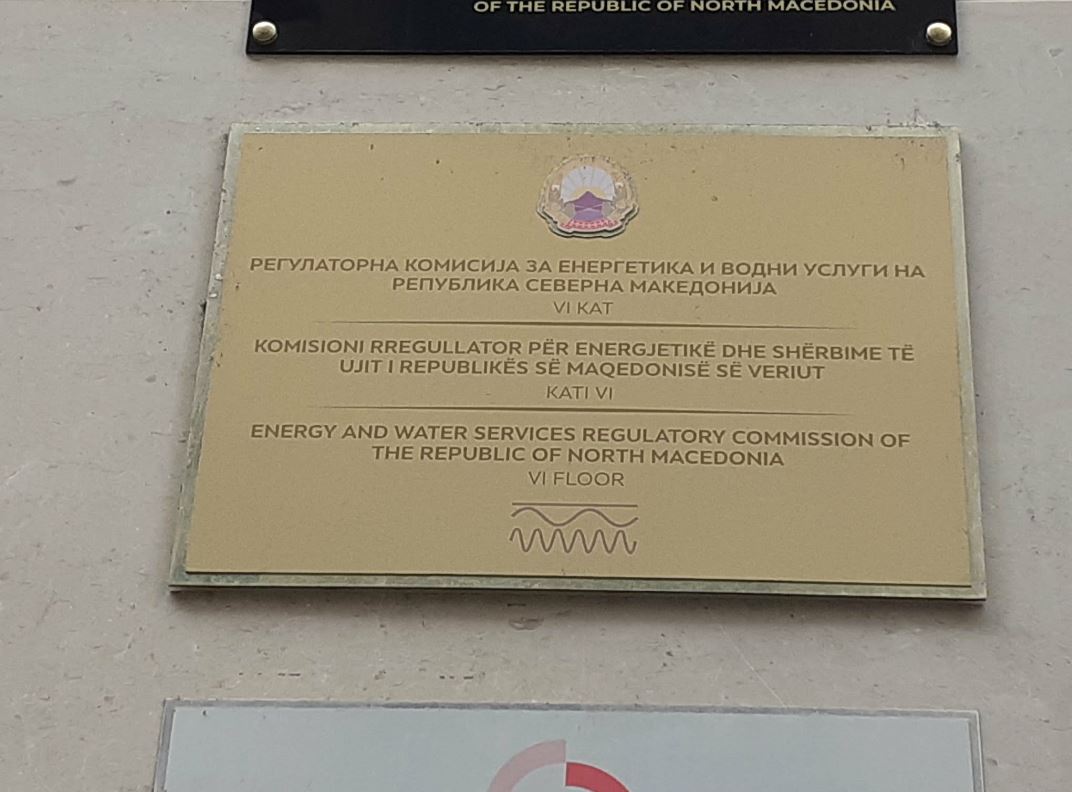 OF THE REPUBLIC OF NORTH MACEDONIA
РЕГУЛАТОРНА КОМИСИЈА ЗА ЕНЕРГЕТИКА И ВОДНИ УСЛУГИ НА
РЕПУБЛИКА СЕВЕРНА МАКЕДОНИЈА
VI КАТ
KOMISIONI RREGULLATOR PËR ENERGJETIKË DHE SHËRBIME TË
UJIT I REPUBLIKËS SË MAQEDONISË SË VERIUT
KATI VI
ENERGY AND WATER SERVICES REGULATORY COMMISSION OF
THE REPUBLIC OF NORTH MACEDONIA
VI FLOOR